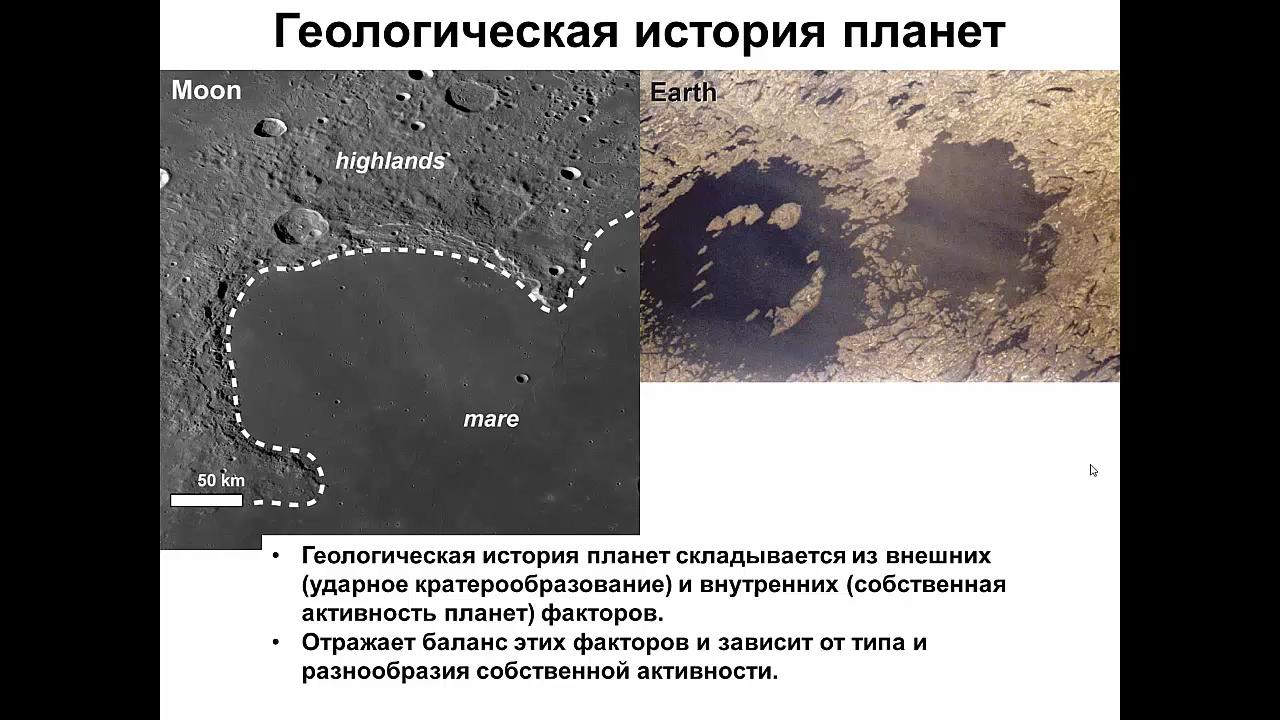 Геологическая история планет
Moon
highlands
mare
50 km
Earth
• Геологическая история планет складывается из внешних
(ударное кратерообразование) и внутренних (собственная
активность планет) факторов.
• Отражает баланс этих факторов и зависит от типа и
разнообразия собственной активности.